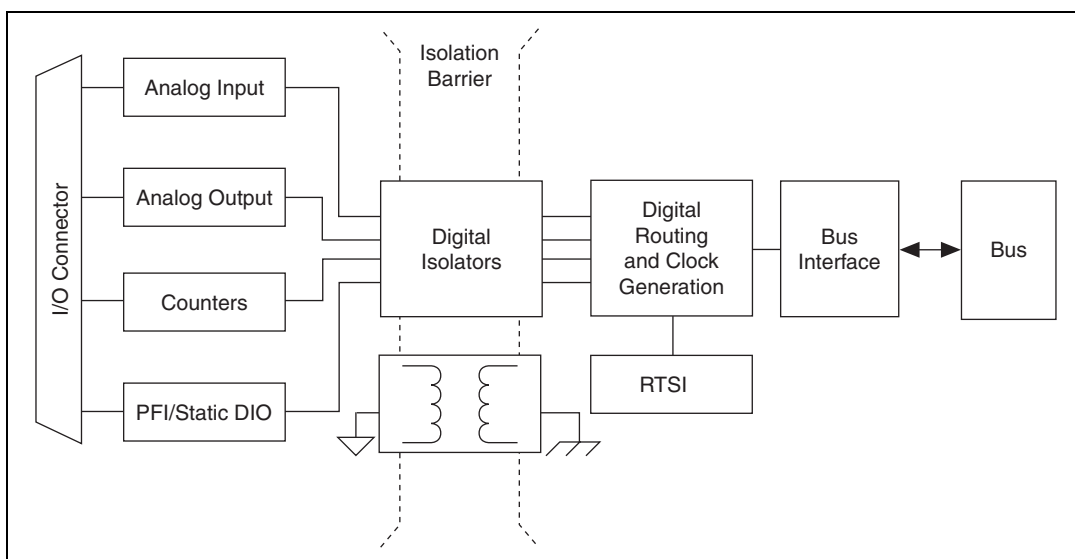 Isolation
Barrier
I/O Connector
Analog Input
Analog Output
Counters
PFI/Static DIO
Digital
Isolators
Digital
Routing
and Clock
Generation
RTSI
Bus
Interface
Bus